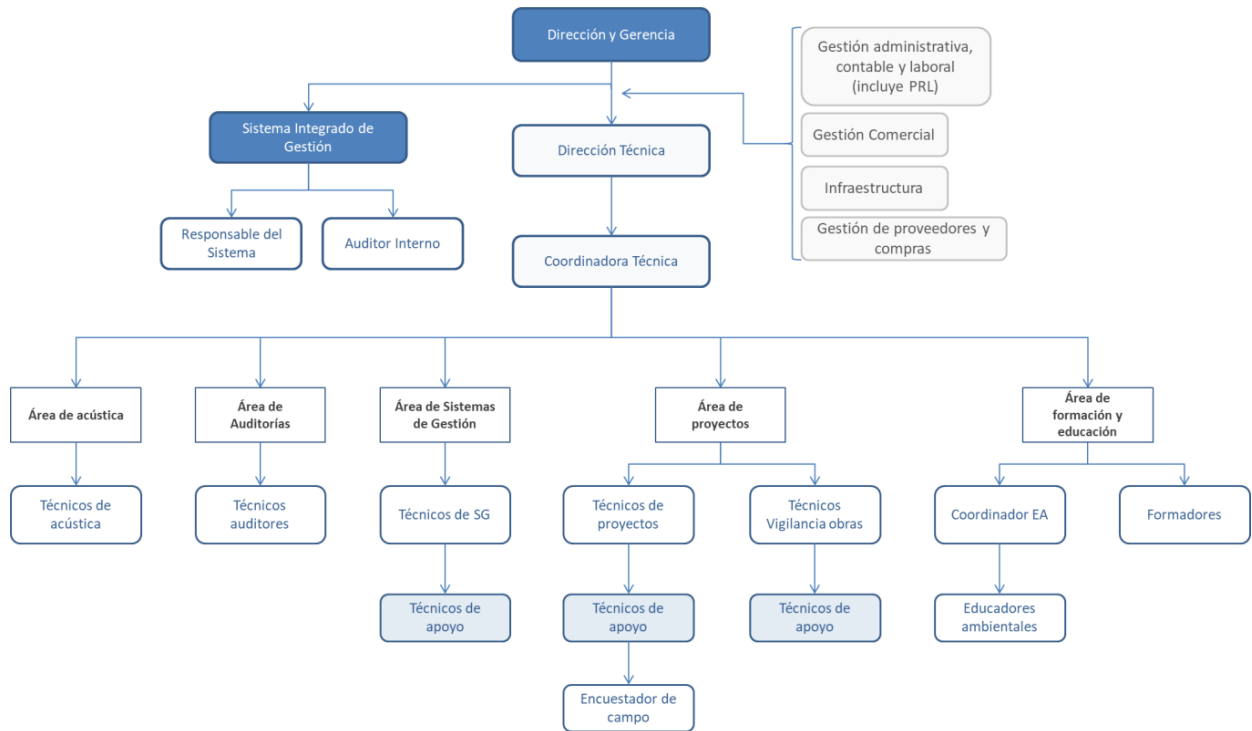 Dirección y Gerencia
Gestión administrativa,
contable y laboral
(incluye PRL)
Sistema Integrado de
Gestión
Dirección Técnica
Gestión Comercial
Infraestructura
Responsable del
Sistema
Auditor Interno
Gestión de proveedores y
compras
Coordinadora Técnica
Área de acústica
Área de
Auditorías
Área de Sistemas
de Gestión
Área de
proyectos
Área de
formación y
educación
Técnicos de
acústica
Técnicos
auditores
Técnicos de SG
Técnicos de
proyectos
Técnicos
Vigilancia obras
Coordinador EA
Formadores
Técnicos de
apoyo
Técnicos de
apoyo
Técnicos de
apoyo
Educadores
ambientales
Encuestador de
campo